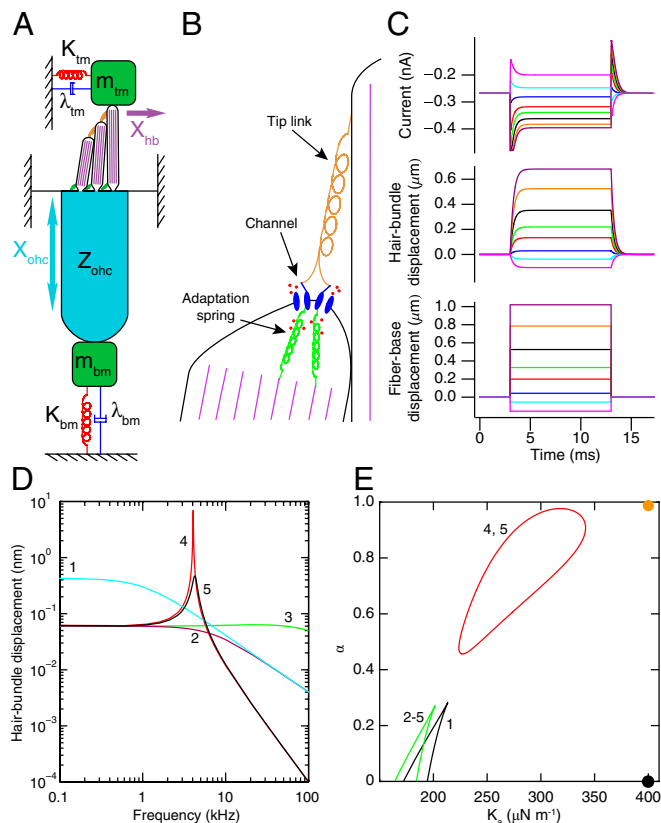 A
K_tm
m_tm
λ_tm
X_hb
X_ohc
Z_ohc
m_bm
K_bm
λ_bm
B
Tip link
Channel
Adaptation spring
C
Current (nA)
−0.2
−0.3
−0.4
Hair-bundle displacement (μm)
0.6
0.4
0.2
0.0
Fiber-base displacement (μm)
1.0
0.8
0.6
0.4
0.2
0.0
0
5
10
15
Time (ms)
D
Hair-bundle displacement (nm)
10^1
10^0
10^−1
10^−2
10^−3
10^−4
1
4
5
3
2
0.1
1
10
100
Frequency (kHz)
E
α
1.0
0.8
0.6
0.4
0.2
0
4, 5
2-5
1
200
250
300
350
400
K_a (μN m^−1)